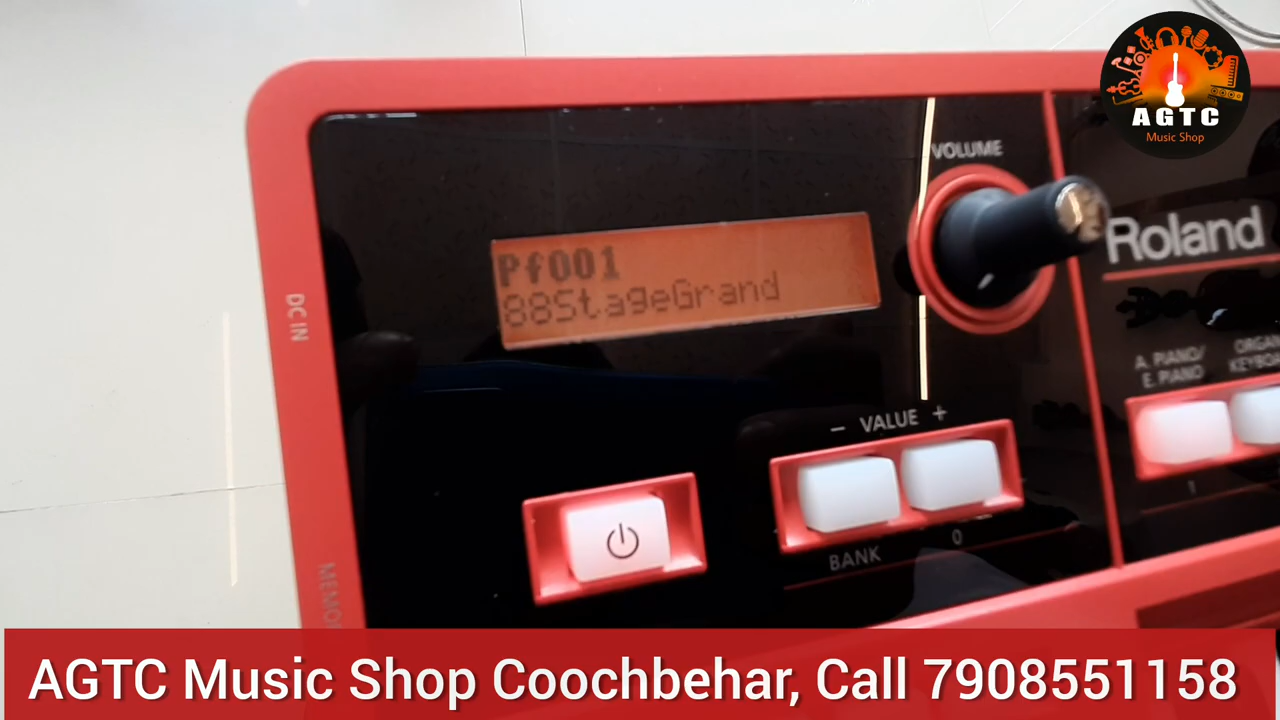 AGTC
Music Shop
VOLUME
Roland
Pf001
88StageGrand
DC IN
A. PIANO/
E. PIANO
− VALUE +
BANK
0
1
AGTC Music Shop Coochbehar, Call 7908551158